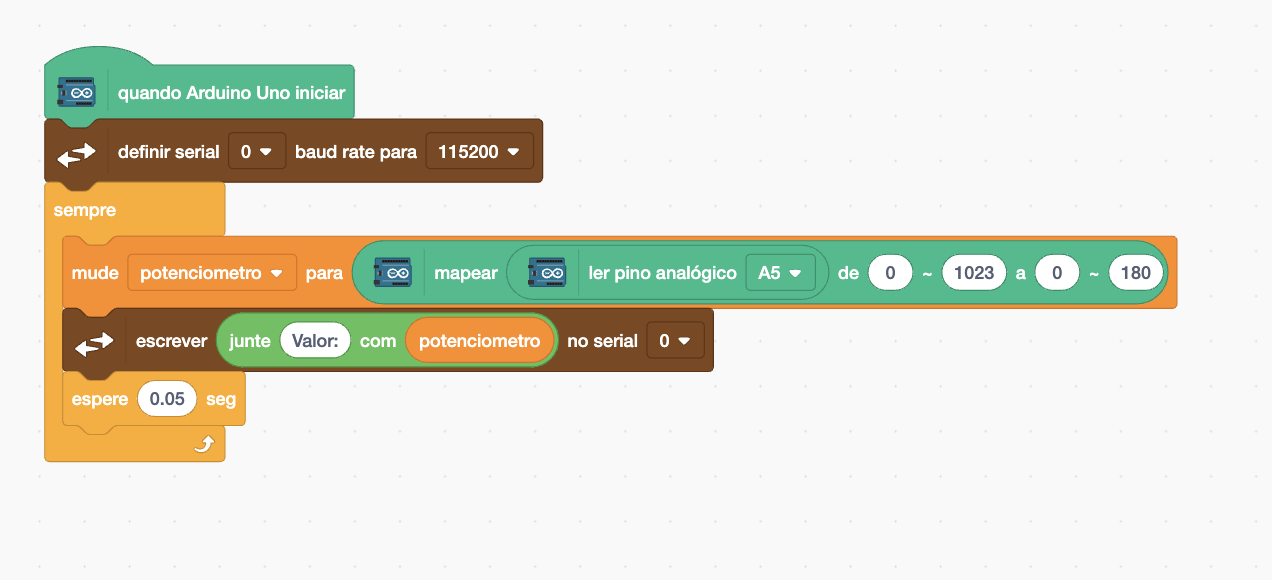 quando Arduino Uno iniciar
definir serial 0 baud rate para 115200
sempre
mude potenciometro para mapear ler pino analógico A5 de 0 ~ 1023 a 0 ~ 180
escrever junte Valor: com potenciometro no serial 0
espere 0.05 seg